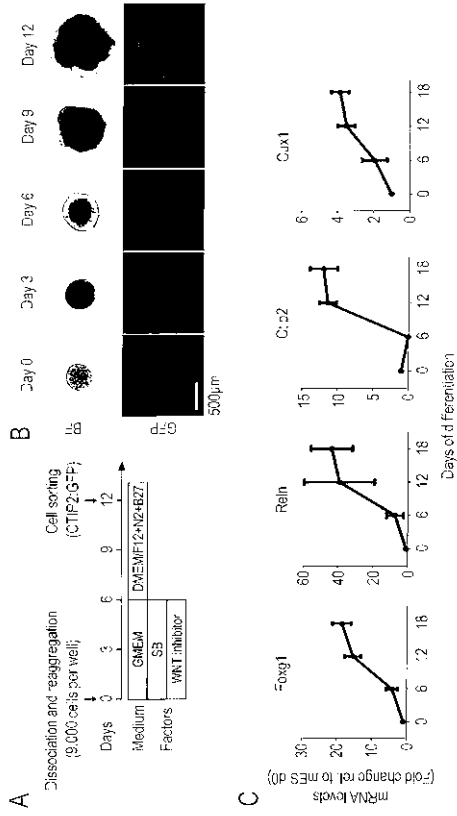 A
Dissociation and reaggregation
(9.000 cells per well)
Cell sorting
(CTIP2:GFP)
Days
0
3
6
9
12
Medium
GMEM
DMEM/F12+N2+B27
Factors
SB
WNT inhibitor
B
Day 0
Day 3
Day 6
Day 9
Day 12
BF
GFP
500µm
C
mRNA levels
(Fold change rel. to mES d0)
Foxg1
30
20
10
0
0
6
12
18
Reln
60
40
20
0
0
6
12
18
Ctip2
15
10
5
0
0
6
12
18
Cux1
6
4
2
0
0
6
12
18
Days of differentiation